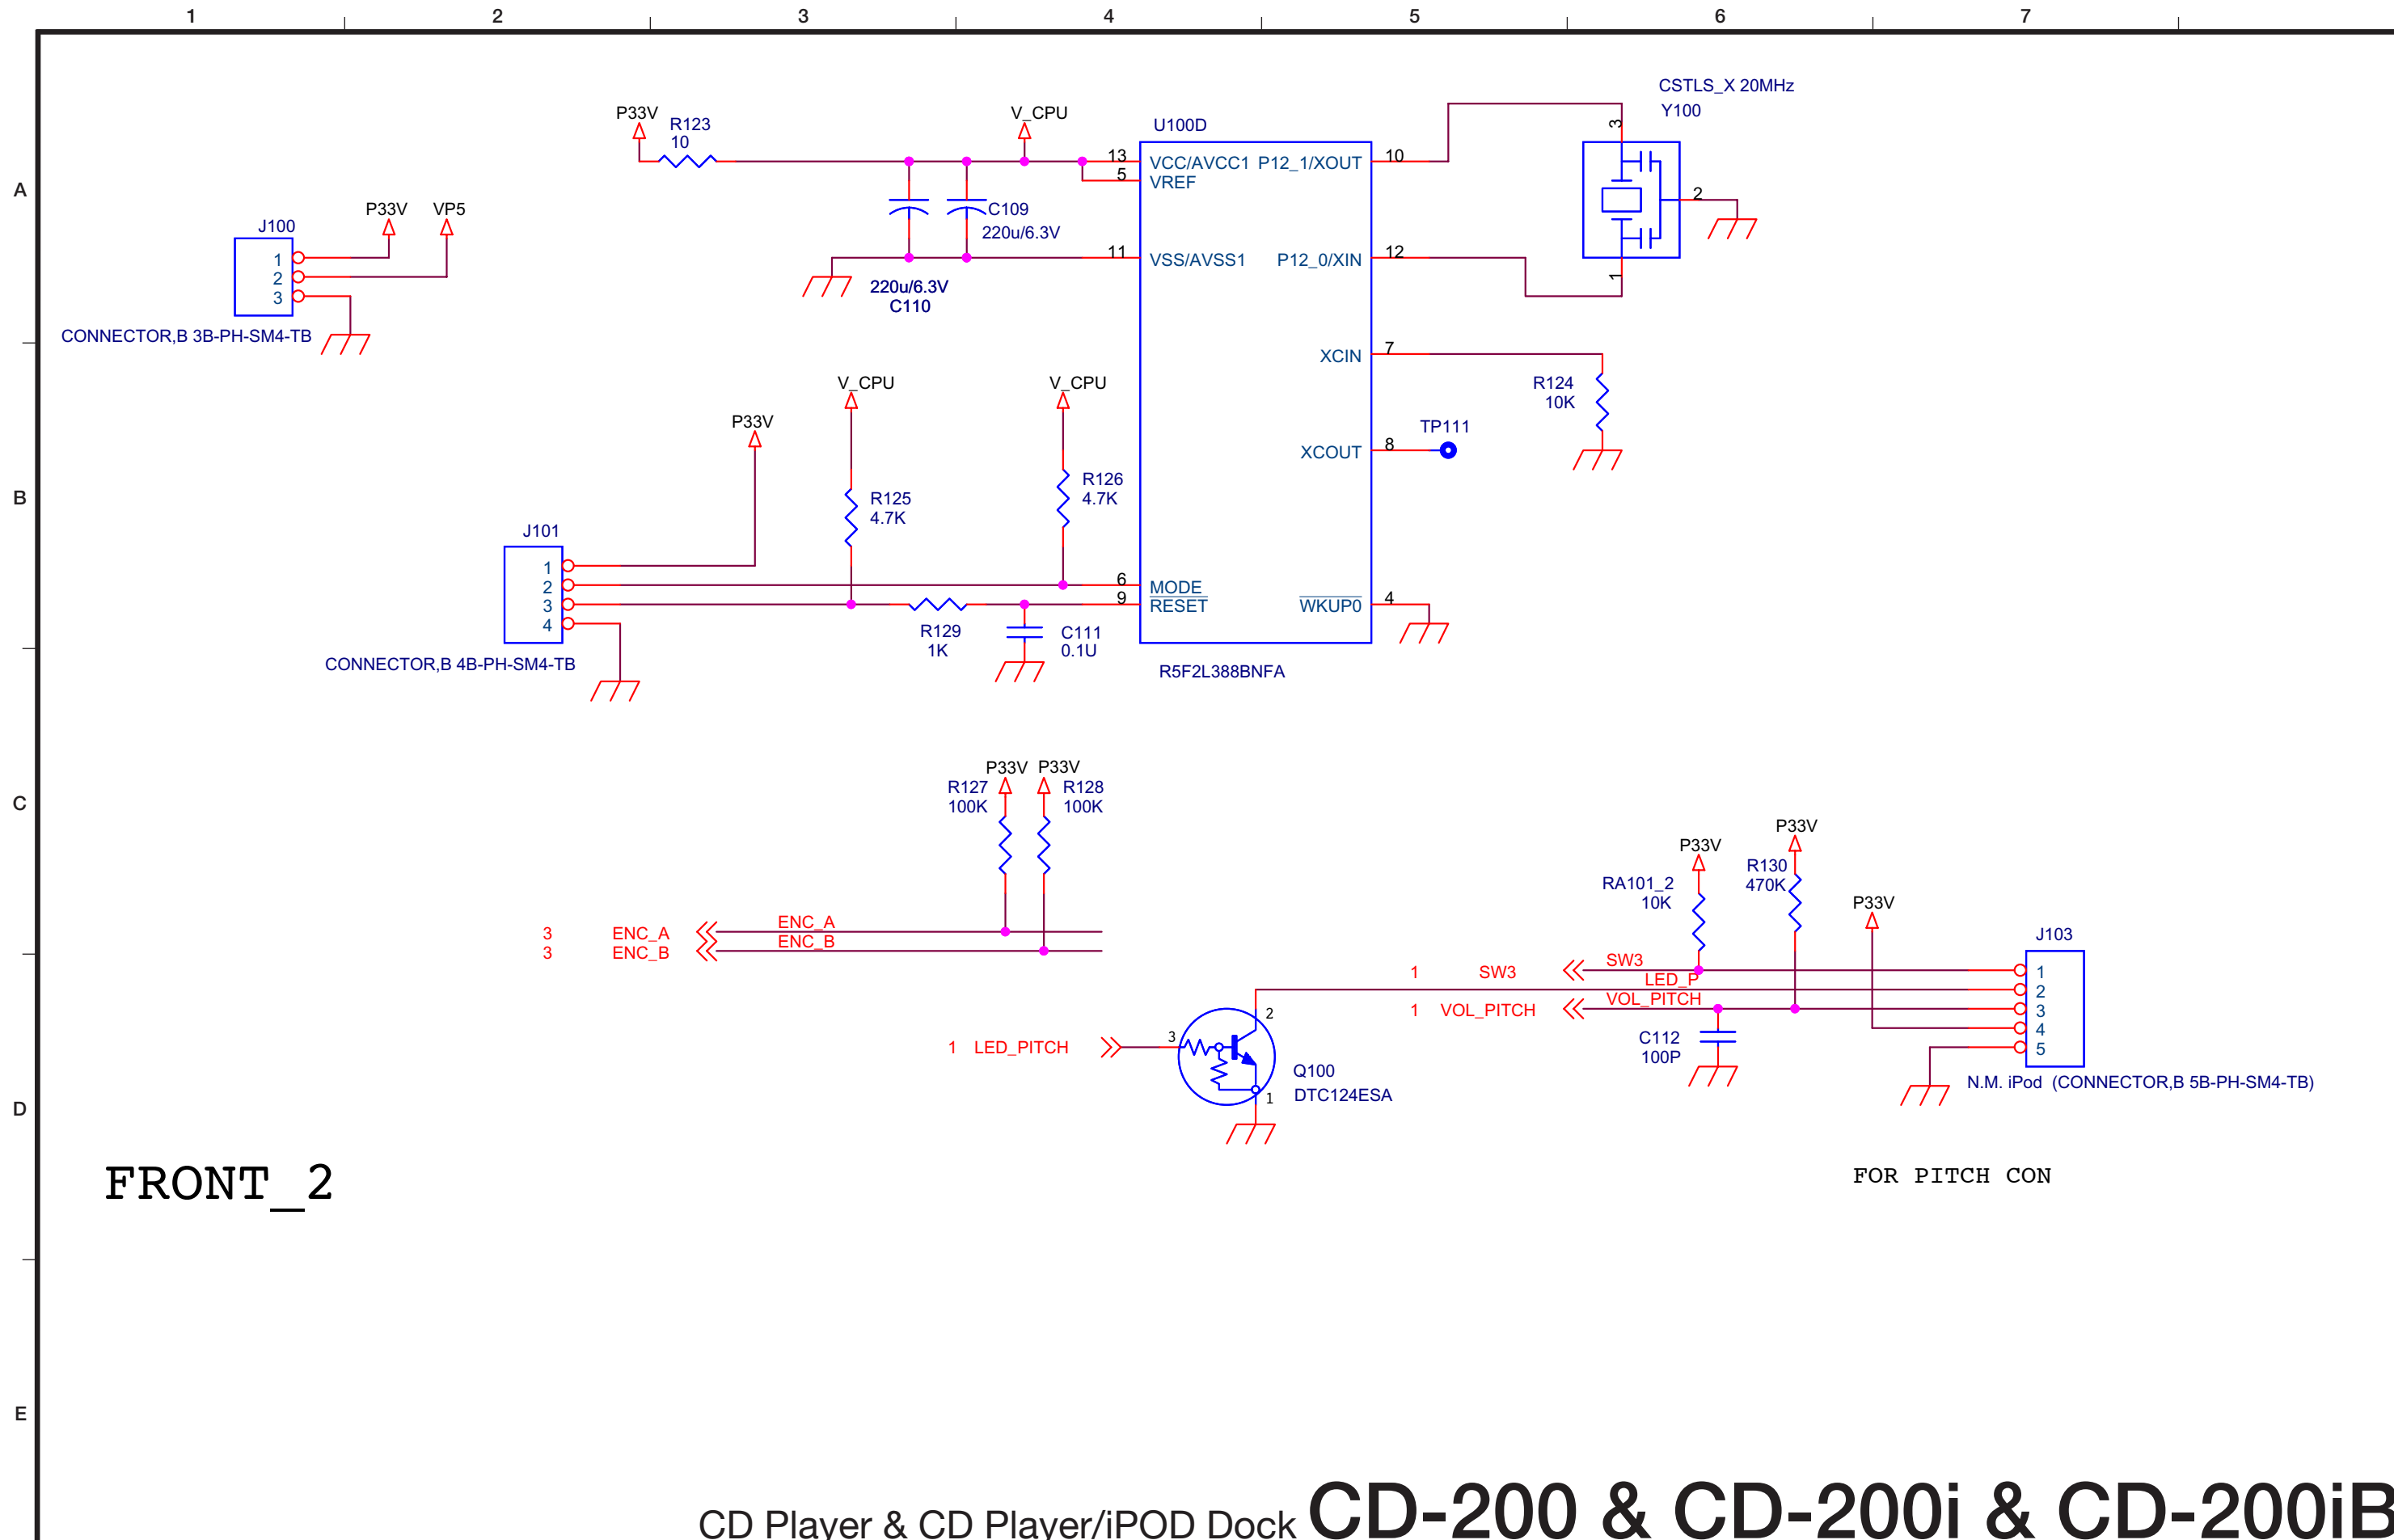 1 2 3 4 5 6 7
A
B
C
D
E
CSTLS_X 20MHz
Y100
3
2
1
P33V
R123
10
V_CPU
U100D
13 VCC/AVCC1 P12_1/XOUT 10
5 VREF
C109
220u/6.3V
11 VSS/AVSS1 P12_0/XIN 12
220u/6.3V
C110
J100
P33V VP5
1
2
3
CONNECTOR,B 3B-PH-SM4-TB
XCIN 7
R124
10K
XCOUT 8
TP111
V_CPU
V_CPU
P33V
R125
4.7K
R126
4.7K
J101
1
2
3
4
CONNECTOR,B 4B-PH-SM4-TB
6 MODE
9 RESET
WKUP0 4
R129
1K
C111
0.1U
R5F2L388BNFA
P33V P33V
R127
100K
R128
100K
3 ENC_A ENC_A
3 ENC_B ENC_B
P33V
RA101_2
10K
P33V
R130
470K
P33V
J103
1 SW3 SW3
LED_P
1 VOL_PITCH VOL_PITCH
1
2
3
4
5
C112
100P
N.M. iPod (CONNECTOR,B 5B-PH-SM4-TB)
1 LED_PITCH
3
2
1
Q100
DTC124ESA
FRONT_2
FOR PITCH CON
CD Player & CD Player/iPOD Dock CD-200 & CD-200i & CD-200iB